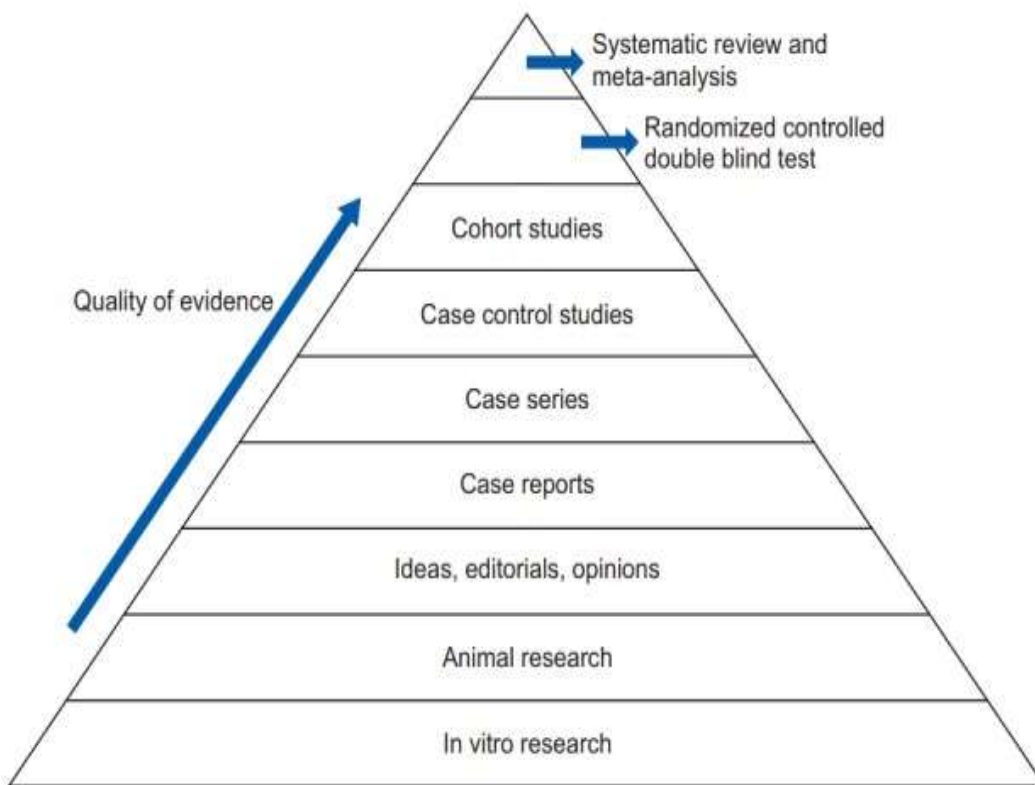 Systematic review and
meta-analysis
Randomized controlled
double blind test
Cohort studies
Quality of evidence
Case control studies
Case series
Case reports
Ideas, editorials, opinions
Animal research
In vitro research